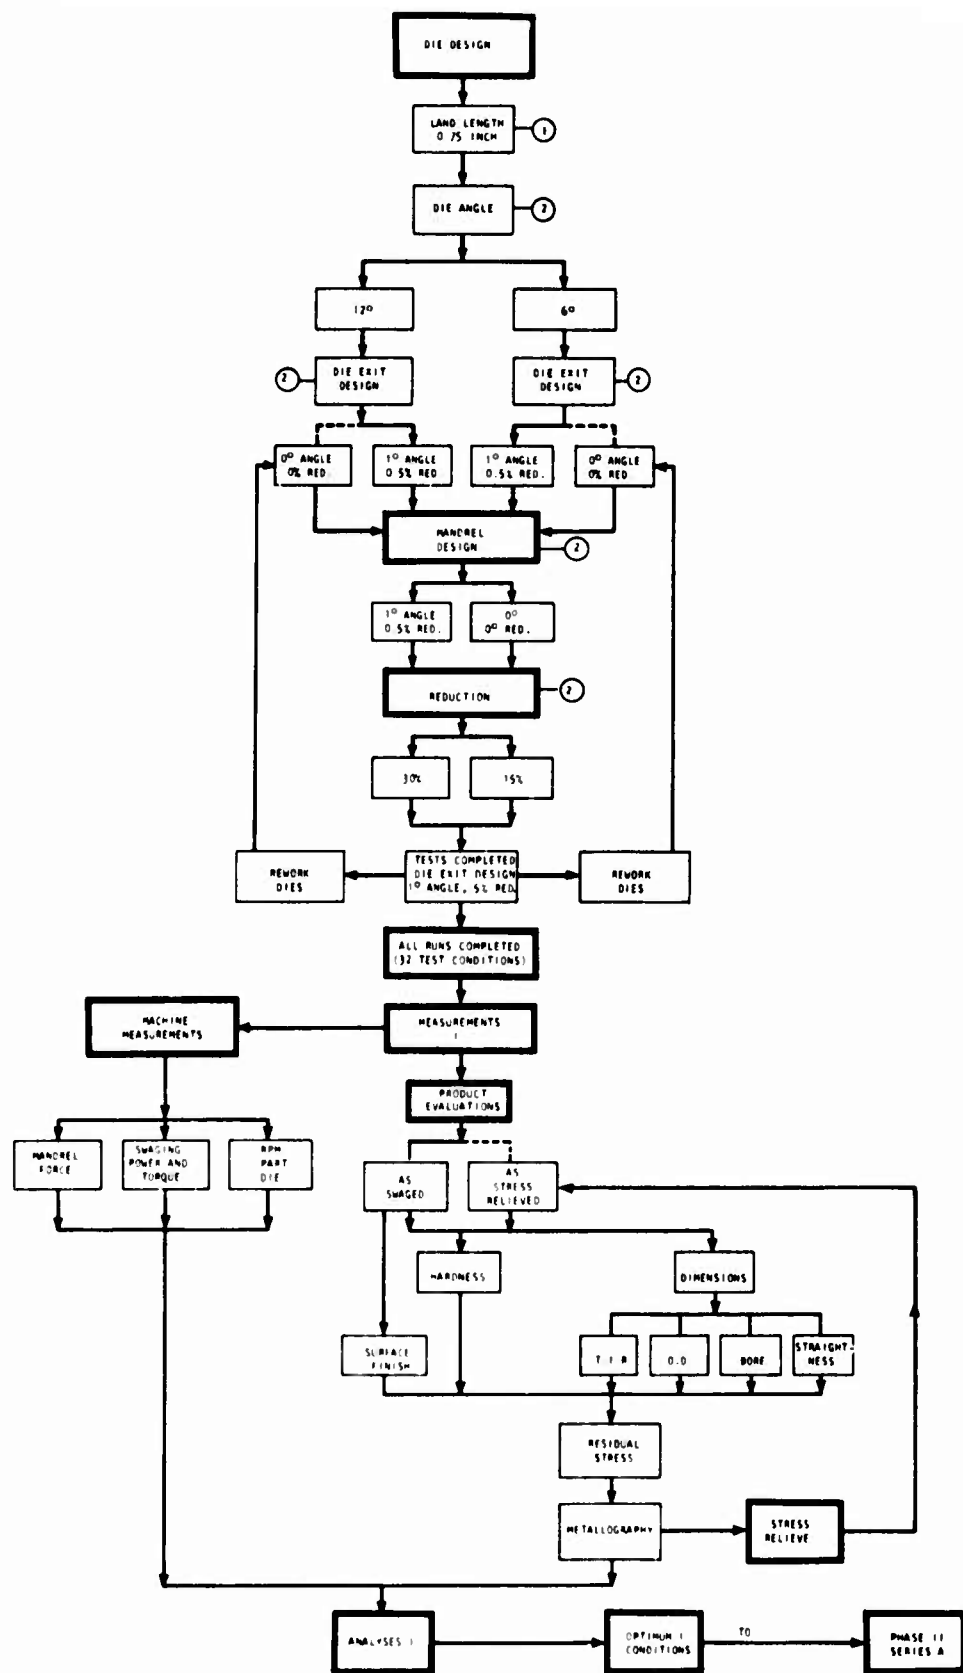 DIE DESIGN
LAND LENGTH
0.75 INCH
1
DIE ANGLE
2
12°
6°
2
DIE EXIT
DESIGN
DIE EXIT
DESIGN
2
0° ANGLE
0% RED.
1° ANGLE
0.5% RED
1° ANGLE
0.5% RED.
0° ANGLE
0% RED
MANDREL
DESIGN
2
1° ANGLE
0.5% RED.
0°
0° RED.
REDUCTION
2
30%
15%
REWORK
DIES
TESTS COMPLETED
DIE EXIT DESIGN
1° ANGLE, 5% RED.
REWORK
DIES
ALL RUNS COMPLETED
(32 TEST CONDITIONS)
MACHINE
MEASUREMENTS
MEASUREMENTS
I
PRODUCT
EVALUATIONS
MANDREL
FORCE
SWAGING
POWER AND
TORQUE
RPM
PART
DIE
AS
SWAGED
AS
STRESS
RELIEVED
HARDNESS
DIMENSIONS
SURFACE
FINISH
T.I.R
O.D
BORE
STRAIGHT-
NESS
RESIDUAL
STRESS
METALLOGRAPHY
STRESS
RELIEVE
ANALYSES I
OPTIMUM I
CONDITIONS
TO
PHASE II
SERIES A